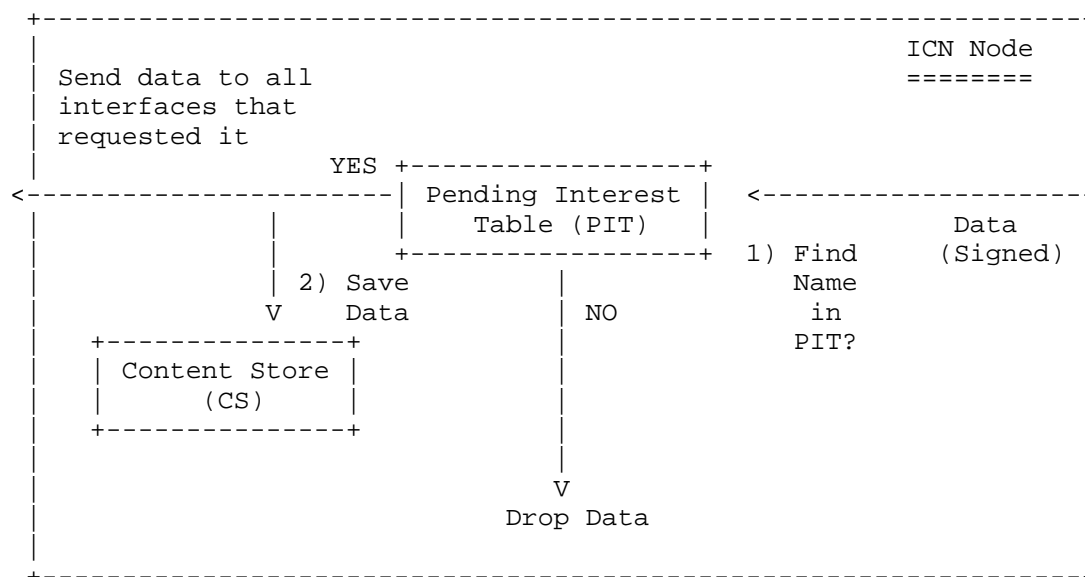 ICN Node
========
Send data to all
interfaces that
requested it
YES
Pending Interest
Table (PIT)
Data
(Signed)
1) Find
Name
in
PIT?
2) Save
Data
NO
V
Content Store
(CS)
V
Drop Data